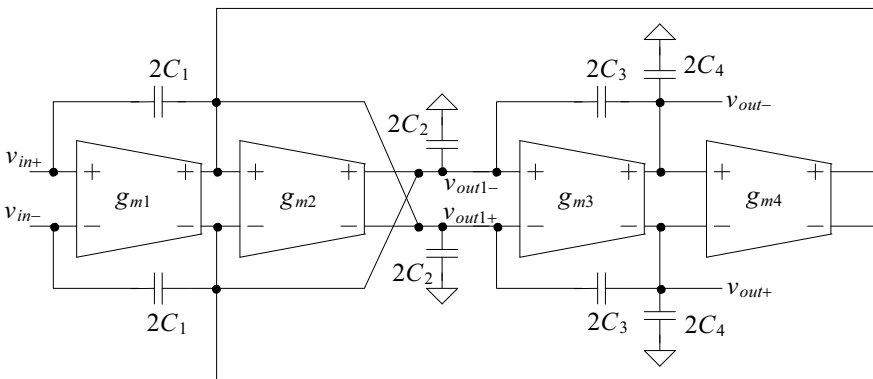 2C1 2C3 2C4
vout−
2C2
vin+ + + + + + + + +
gm1 gm2 vout1− gm3 gm4
vin− − − − − vout1+ − − − −
2C2
vout+
2C1 2C3 2C4